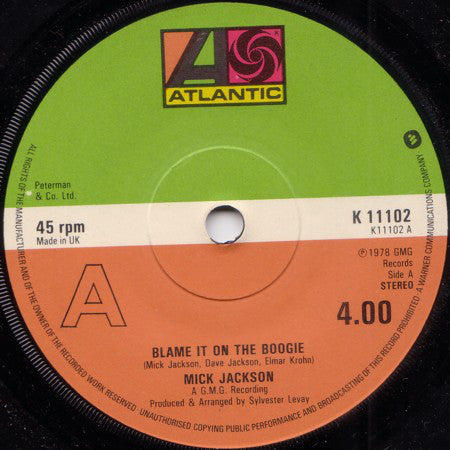 ATLANTIC
Peterman
& Co. Ltd.
45 rpm
Made in UK
K 11102
K11102 A
℗ 1978 GMG
Records
Side A
STEREO
A
4.00
BLAME IT ON THE BOOGIE
(Mick Jackson, Dave Jackson, Elmar Krohn)
MICK JACKSON
A G.M.G. Recording
Produced & Arranged by Sylvester Levay
ALL RIGHTS OF THE MANUFACTURER AND OF THE OWNER OF THE RECORDED WORK RESERVED UNAUTHORISED COPYING PUBLIC PERFORMANCE AND BROADCASTING OF THIS RECORD PROHIBITED. A WARNER COMMUNICATIONS COMPANY